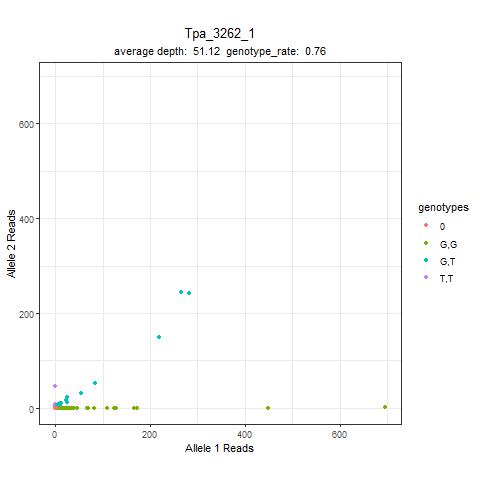 Tpa_3262_1
average depth: 51.12 genotype_rate: 0.76
600
400
200
0
0
200
400
600
Allele 2 Reads
Allele 1 Reads
genotypes
0
G,G
G,T
T,T